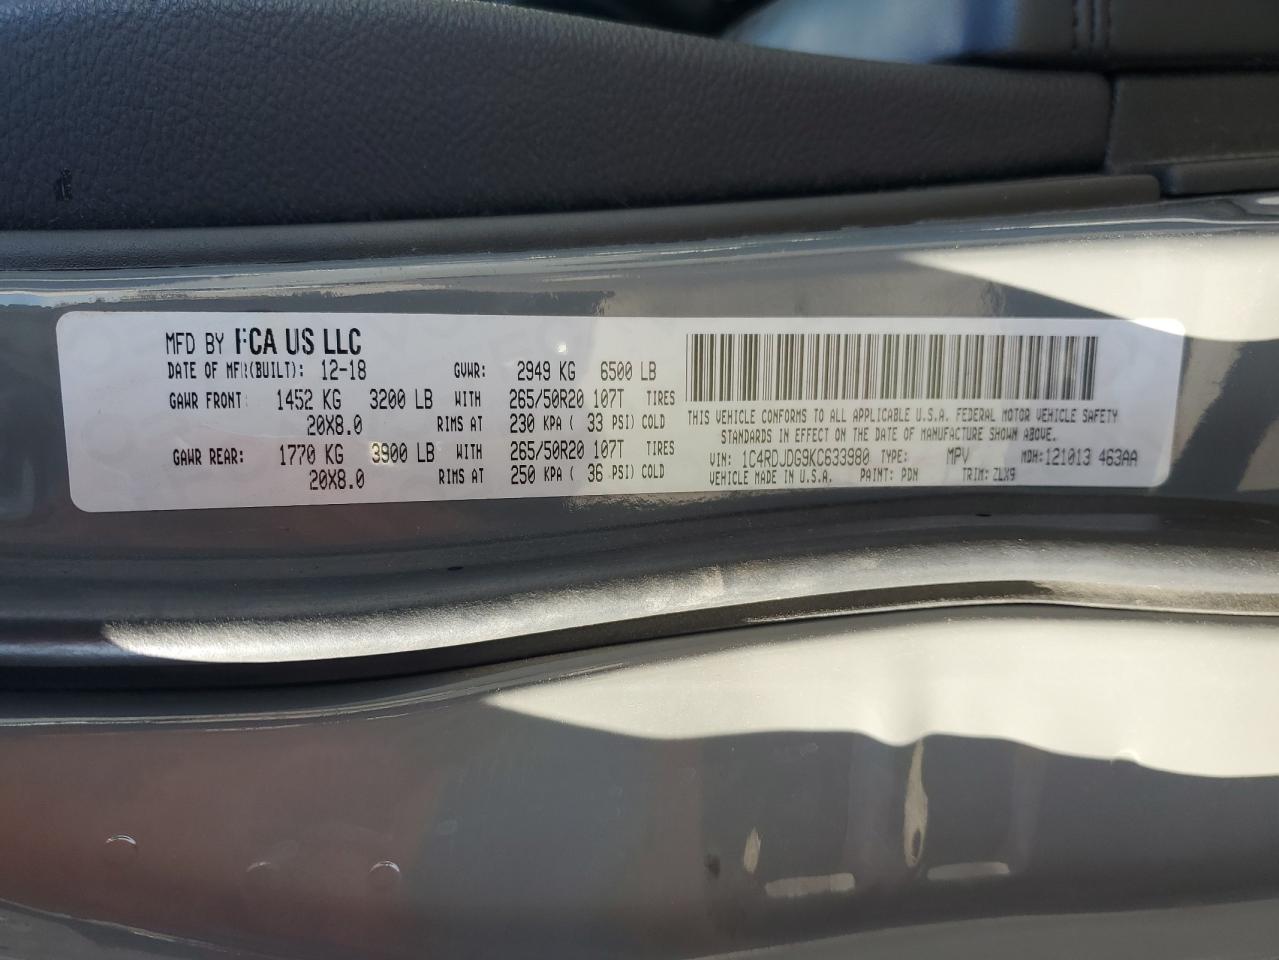 MFD BY FCA US LLC
DATE OF MFR(BUILT): 12-18 GVWR: 2949 KG 6500 LB
GAWR FRONT: 1452 KG 3200 LB WITH 265/50R20 107T TIRES
20X8.0 RIMS AT 230 KPA ( 33 PSI) COLD
GAWR REAR: 1770 KG 3900 LB WITH 265/50R20 107T TIRES
20X8.0 RIMS AT 250 KPA ( 36 PSI) COLD
THIS VEHICLE CONFORMS TO ALL APPLICABLE U.S.A. FEDERAL MOTOR VEHICLE SAFETY
STANDARDS IN EFFECT ON THE DATE OF MANUFACTURE SHOWN ABOVE.
VIN: 1C4RDJDG9KC633980 TYPE: MPV MDH:121013 463AA
VEHICLE MADE IN U.S.A. PAINT: PDN TRIM: ZLX9